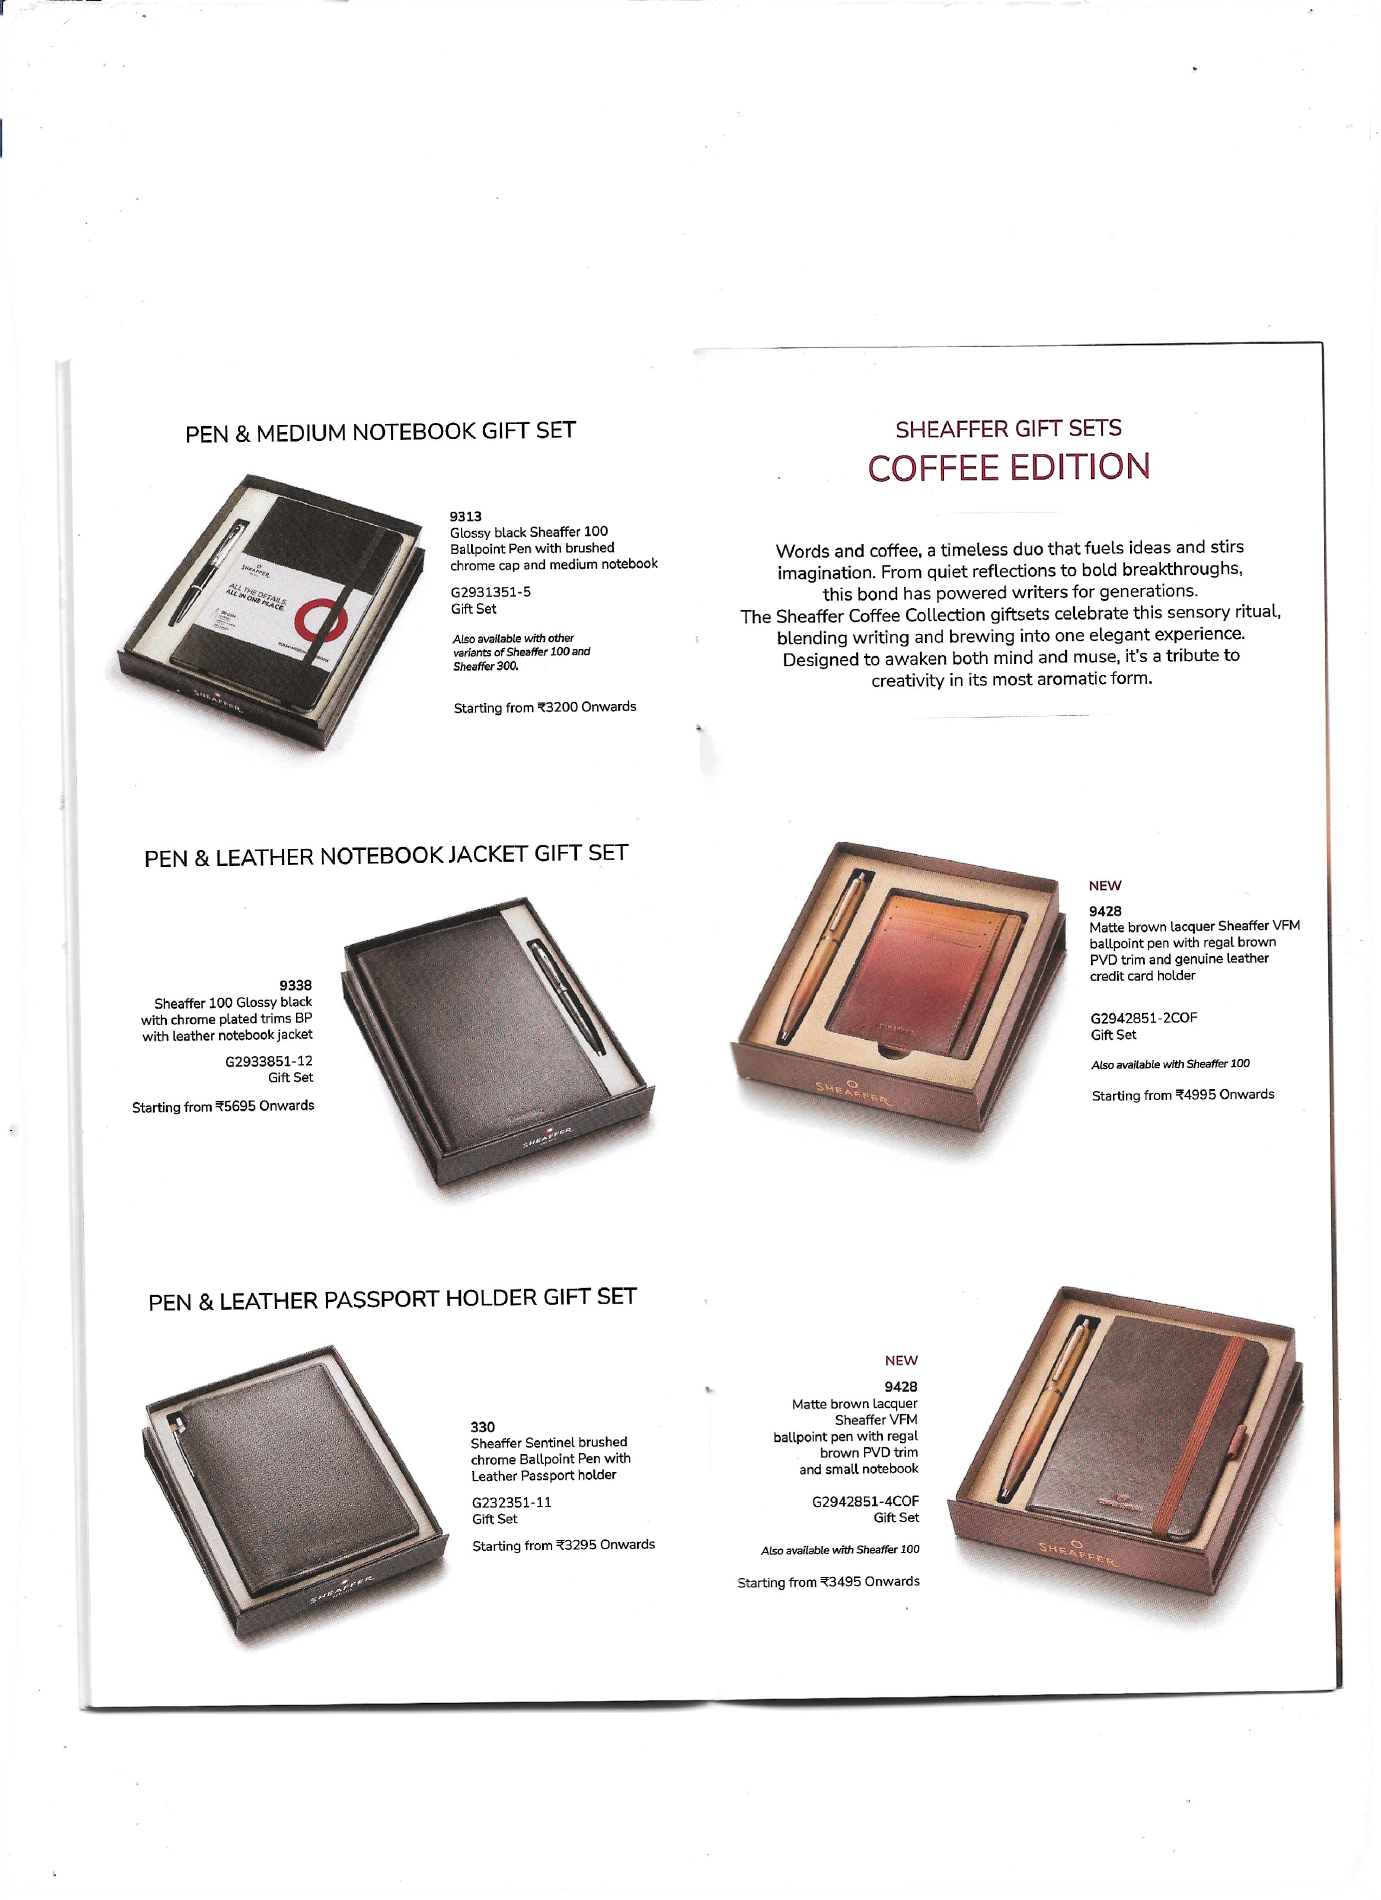 PEN & MEDIUM NOTEBOOK GIFT SET
SHEAFFER
ALL THE DETAILS.
ALL IN ONE PLACE.
SHEAFFER
9313
Glossy black Sheaffer 100
Ballpoint Pen with brushed
chrome cap and medium notebook
G2931351-5
Gift Set
Also available with other
variants of Sheaffer 100 and
Sheaffer 300.
Starting from ₹3200 Onwards
PEN & LEATHER NOTEBOOK JACKET GIFT SET
9338
Sheaffer 100 Glossy black
with chrome plated trims BP
with leather notebook jacket
G2933851-12
Gift Set
Starting from ₹5695 Onwards
SHEAFFER
PEN & LEATHER PASSPORT HOLDER GIFT SET
SHEAFFER
330
Sheaffer Sentinel brushed
chrome Ballpoint Pen with
Leather Passport holder
G232351-11
Gift Set
Starting from ₹3295 Onwards
SHEAFFER GIFT SETS
COFFEE EDITION
Words and coffee, a timeless duo that fuels ideas and stirs
imagination. From quiet reflections to bold breakthroughs,
this bond has powered writers for generations.
The Sheaffer Coffee Collection giftsets celebrate this sensory ritual,
blending writing and brewing into one elegant experience.
Designed to awaken both mind and muse, it's a tribute to
creativity in its most aromatic form.
SHEAFFER
NEW
9428
Matte brown lacquer Sheaffer VFM
ballpoint pen with regal brown
PVD trim and genuine leather
credit card holder
G2942851-2COF
Gift Set
Also available with Sheaffer 100
Starting from ₹4995 Onwards
NEW
9428
Matte brown lacquer
Sheaffer VFM
ballpoint pen with regal
brown PVD trim
and small notebook
G2942851-4COF
Gift Set
Also available with Sheaffer 100
Starting from ₹3495 Onwards
SHEAFFER